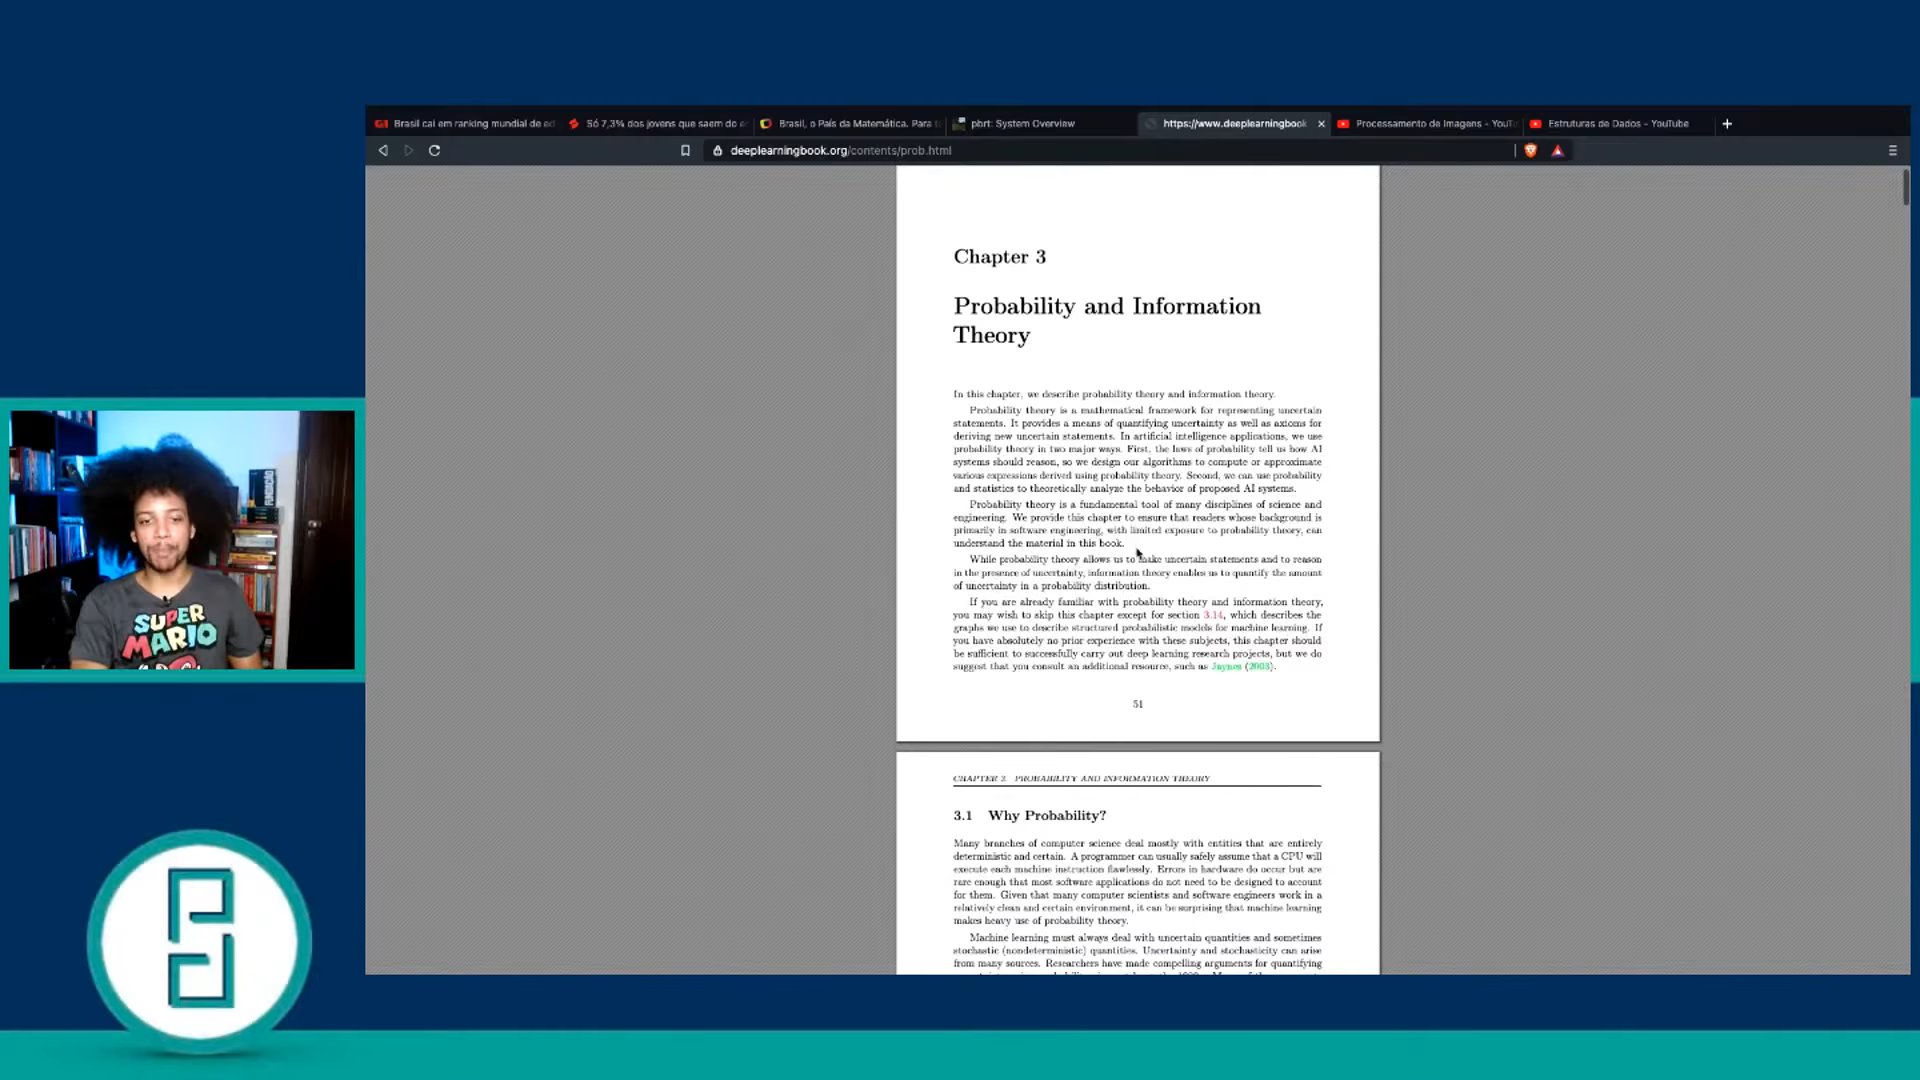 Brasil cai em ranking mundial de ed
Só 7,3% dos jovens que saem do e
Brasil, o País da Matemática. Para t
pbrt: System Overview
https://www.deeplearningbook
Processamento de Imagens - YouTu
Estruturas de Dados - YouTube
deeplearningbook.org/contents/prob.html
Chapter 3
Probability and Information
Theory
In this chapter, we describe probability theory and information theory.
Probability theory is a mathematical framework for representing uncertain
statements. It provides a means of quantifying uncertainty as well as axioms for
deriving new uncertain statements. In artificial intelligence applications, we use
probability theory in two major ways. First, the laws of probability tell us how AI
systems should reason, so we design our algorithms to compute or approximate
various expressions derived using probability theory. Second, we can use probability
and statistics to theoretically analyze the behavior of proposed AI systems.
Probability theory is a fundamental tool of many disciplines of science and
engineering. We provide this chapter to ensure that readers whose background is
primarily in software engineering, with limited exposure to probability theory, can
understand the material in this book.
While probability theory allows us to make uncertain statements and to reason
in the presence of uncertainty, information theory enables us to quantify the amount
of uncertainty in a probability distribution.
If you are already familiar with probability theory and information theory,
you may wish to skip this chapter except for section 3.14, which describes the
graphs we use to describe structured probabilistic models for machine learning. If
you have absolutely no prior experience with these subjects, this chapter should
be sufficient to successfully carry out deep learning research projects, but we do
suggest that you consult an additional resource, such as Jaynes (2003).
51
CHAPTER 3. PROBABILITY AND INFORMATION THEORY
3.1 Why Probability?
Many branches of computer science deal mostly with entities that are entirely
deterministic and certain. A programmer can usually safely assume that a CPU will
execute each machine instruction flawlessly. Errors in hardware do occur but are
rare enough that most software applications do not need to be designed to account
for them. Given that many computer scientists and software engineers work in a
relatively clean and certain environment, it can be surprising that machine learning
makes heavy use of probability theory.
Machine learning must always deal with uncertain quantities and sometimes
stochastic (nondeterministic) quantities. Uncertainty and stochasticity can arise
from many sources. Researchers have made compelling arguments for quantifying
FUNDAÇÃO
SUPER
MARIO